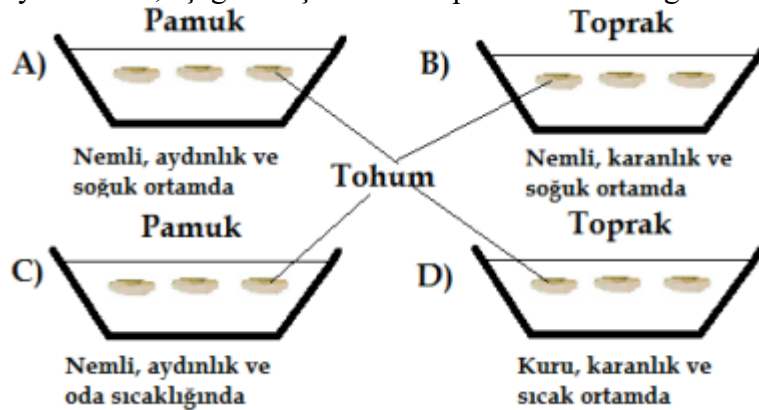 Pamuk
Toprak
A)
B)
Nemli, aydınlık ve
soğuk ortamda
Nemli, karanlık ve
soğuk ortamda
Tohum
Pamuk
Toprak
C)
D)
Nemli, aydınlık ve
oda sıcaklığında
Kuru, karanlık ve
sıcak ortamda